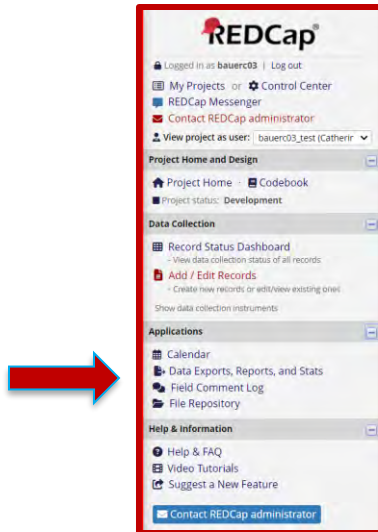 REDCap
Logged in as bauerc03 | Log out
My Projects or Control Center
REDCap Messenger
Contact REDCap administrator
View project as user: bauerc03_test (Catherir
Project Home and Design
Project Home · Codebook
Project status: Development
Data Collection
Record Status Dashboard
- View data collection status of all records
Add / Edit Records
- Create new records or edit/view existing ones
Show data collection instruments
Applications
Calendar
Data Exports, Reports, and Stats
Field Comment Log
File Repository
Help & Information
Help & FAQ
Video Tutorials
Suggest a New Feature
Contact REDCap administrator